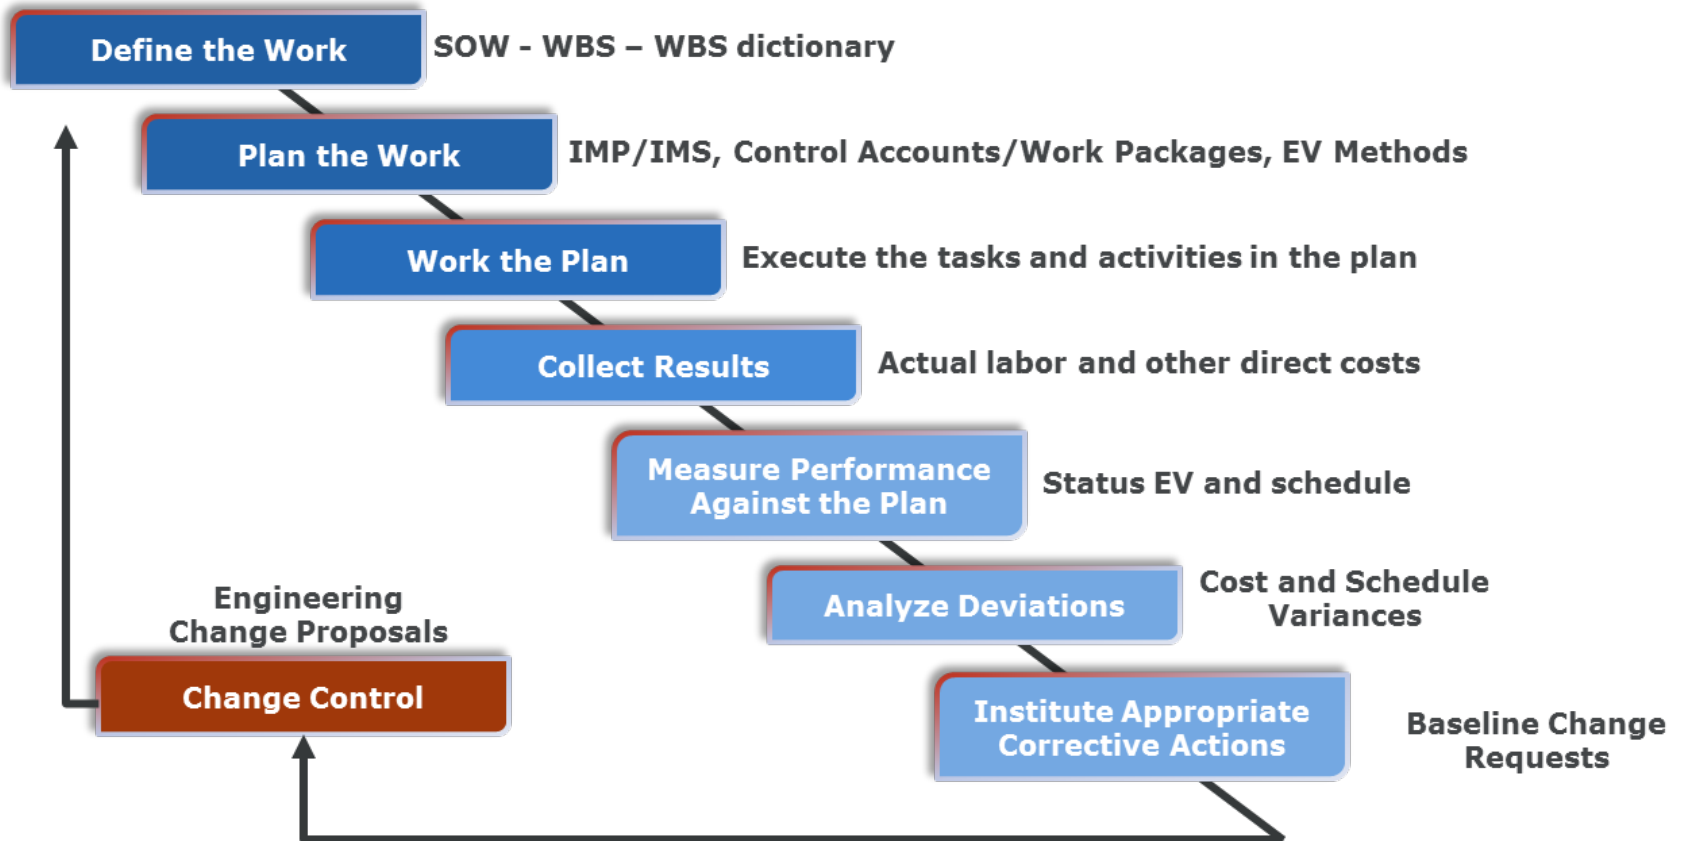 Define the Work
SOW - WBS – WBS dictionary
Plan the Work
IMP/IMS, Control Accounts/Work Packages, EV Methods
Work the Plan
Execute the tasks and activities in the plan
Collect Results
Actual labor and other direct costs
Measure Performance
Against the Plan
Status EV and schedule
Analyze Deviations
Cost and Schedule
Variances
Institute Appropriate
Corrective Actions
Baseline Change
Requests
Engineering
Change Proposals
Change Control